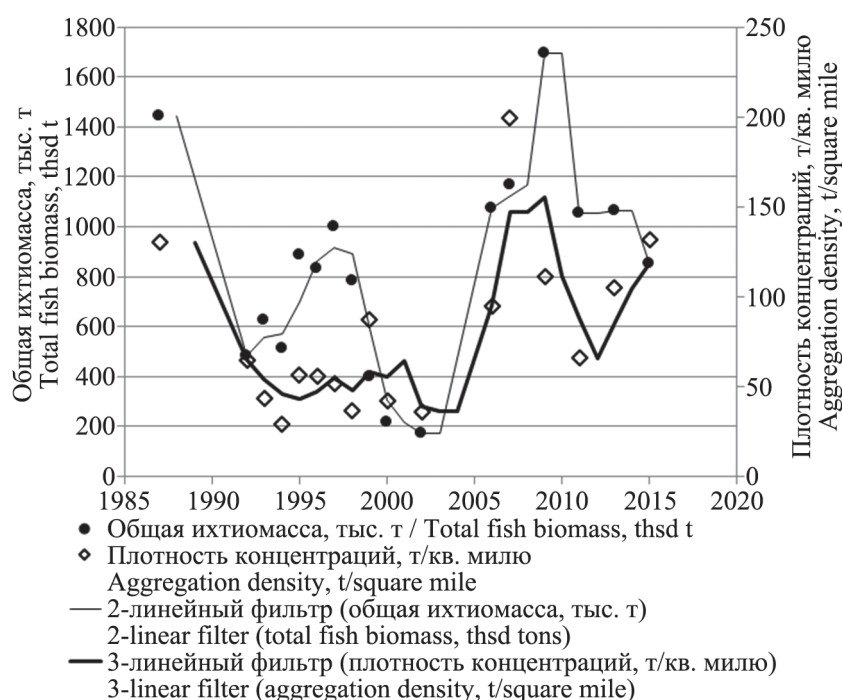 Общая ихтиомасса, тыс. т
Total fish biomass, thsd t
1800
1600
1400
1200
1000
800
600
400
200
0
250
200
150
100
50
0
Плотность концентраций, т/кв. милю
Aggregation density, t/square mile
1985 1990 1995 2000 2005 2010 2015 2020
Общая ихтиомасса, тыс. т / Total fish biomass, thsd t
Плотность концентраций, т/кв. милю
Aggregation density, t/square mile
2-линейный фильтр (общая ихтиомасса, тыс. т)
2-linear filter (total fish biomass, thsd tons)
3-линейный фильтр (плотность концентраций, т/кв. милю)
3-linear filter (aggregation density, t/square mile)